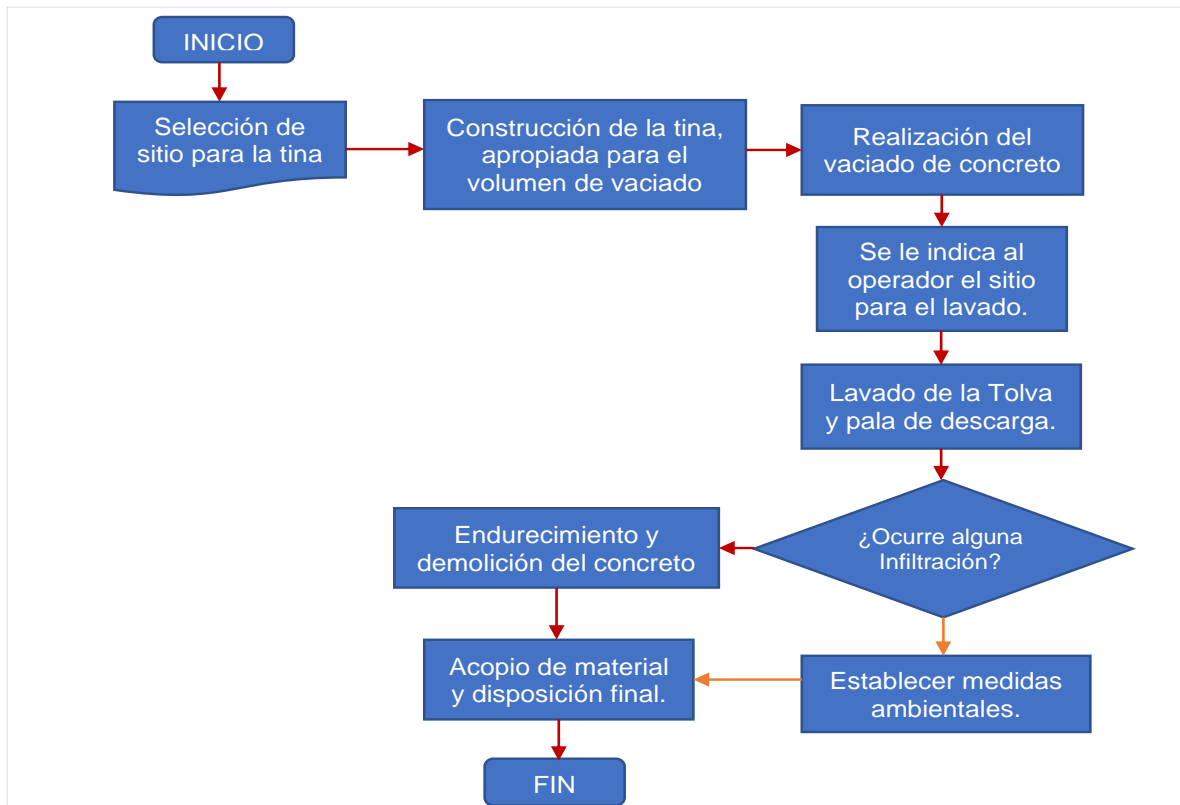 INICIO
Selección de
sitio para la tina
Construcción de la tina,
apropiada para el
volumen de vaciado
Realización del
vaciado de concreto
Se le indica al
operador el sitio
para el lavado.
Lavado de la Tolva
y pala de descarga.
¿Ocurre alguna
Infiltración?
Endurecimiento y
demolición del concreto
Establecer medidas
ambientales.
Acopio de material
y disposición final.
FIN